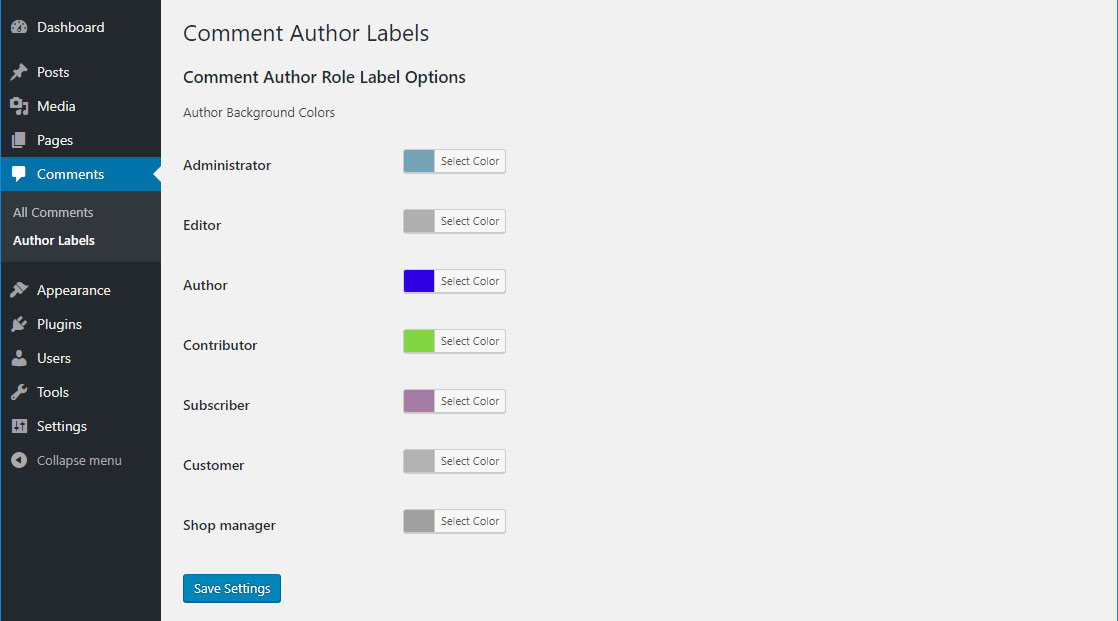 Dashboard
Posts
Media
Pages
Comments
All Comments
Author Labels
Appearance
Plugins
Users
Tools
Settings
Collapse menu
Comment Author Labels
Comment Author Role Label Options
Author Background Colors
Administrator Select Color
Editor Select Color
Author Select Color
Contributor Select Color
Subscriber Select Color
Customer Select Color
Shop manager Select Color
Save Settings